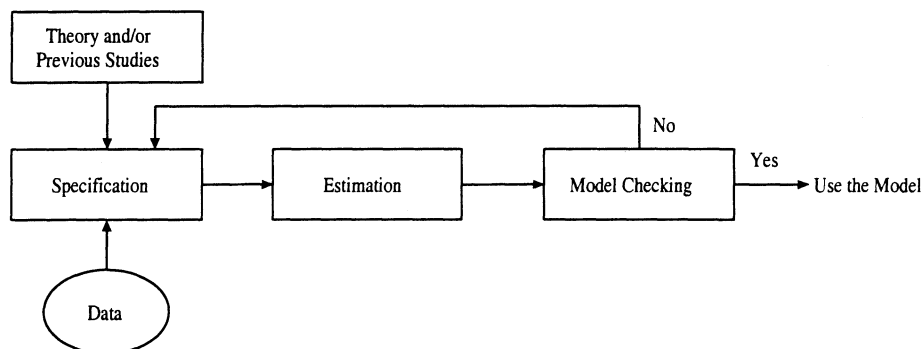 Theory and/or
Previous Studies
No
Yes
Specification
Estimation
Model Checking
Use the Model
Data